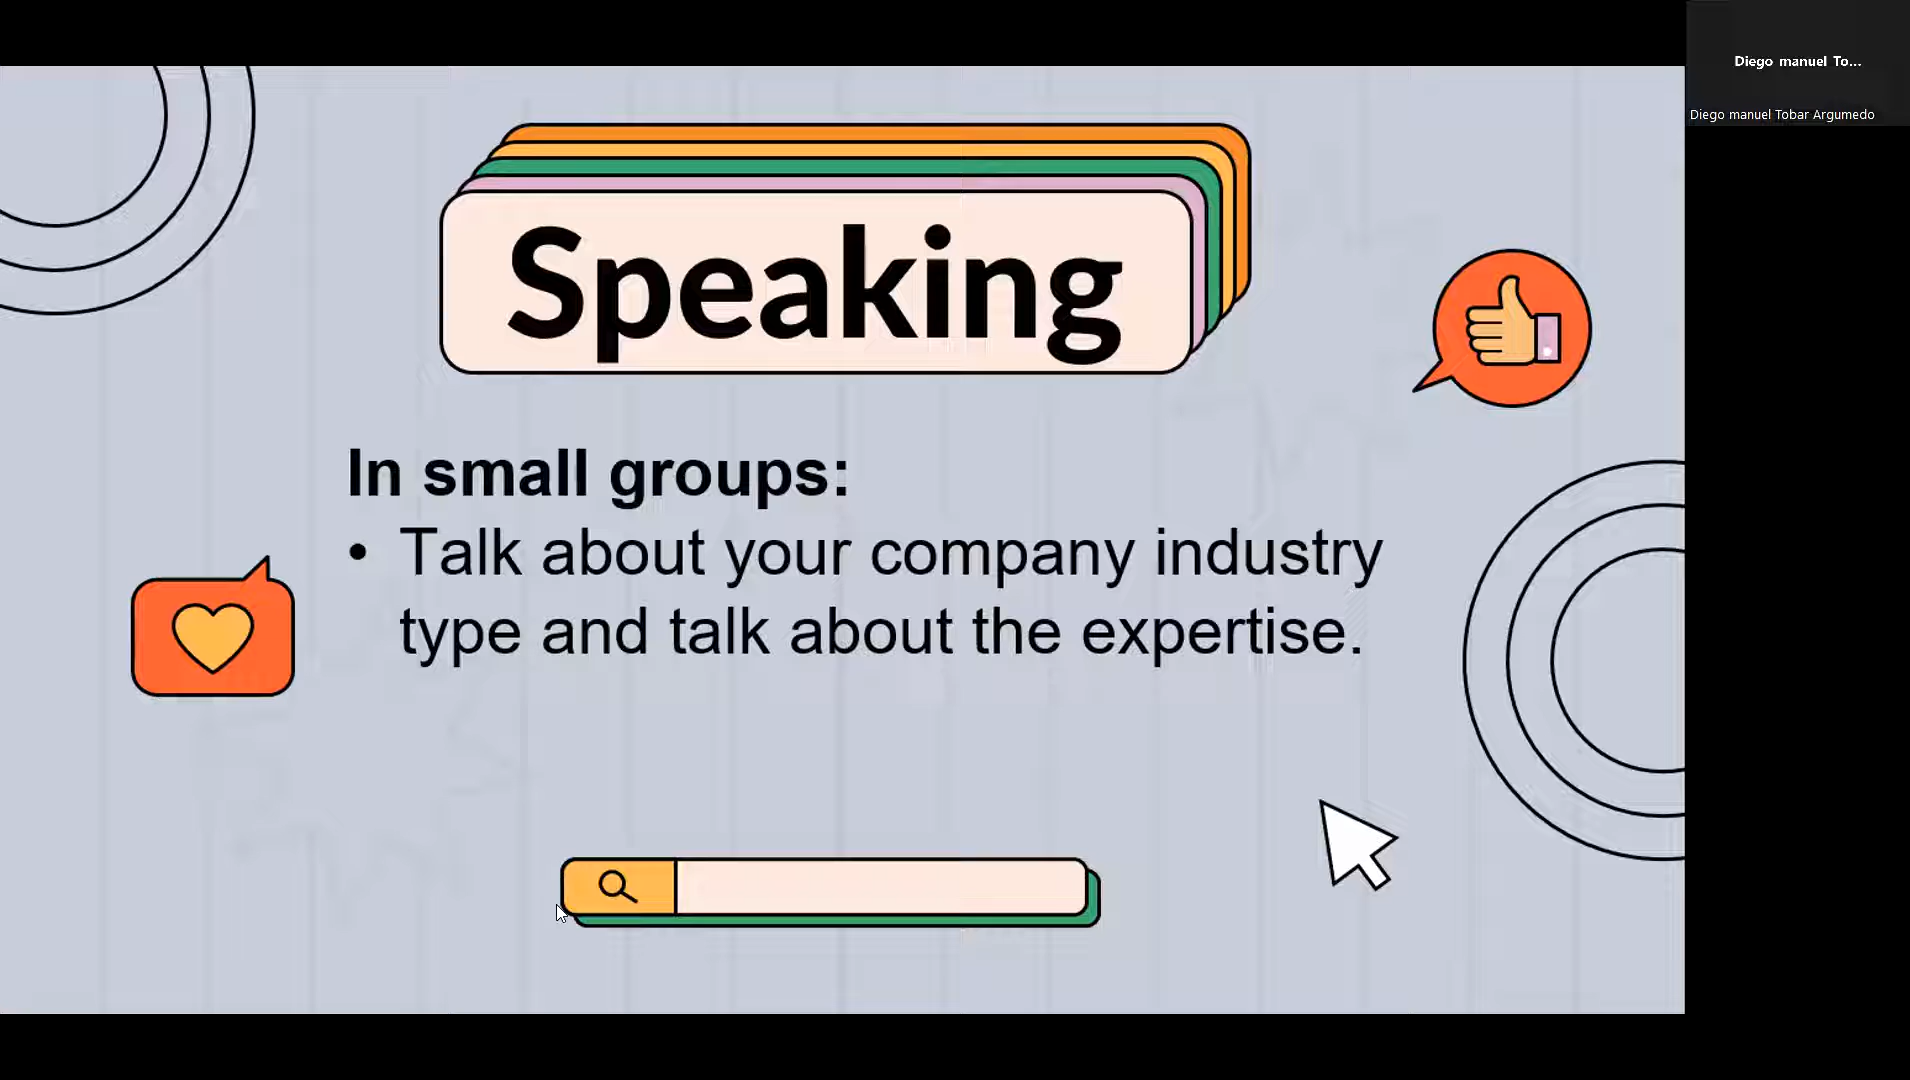 Diego manuel To...
Diego manuel Tobar Argumedo
Speaking
In small groups:
• Talk about your company industry
type and talk about the expertise.